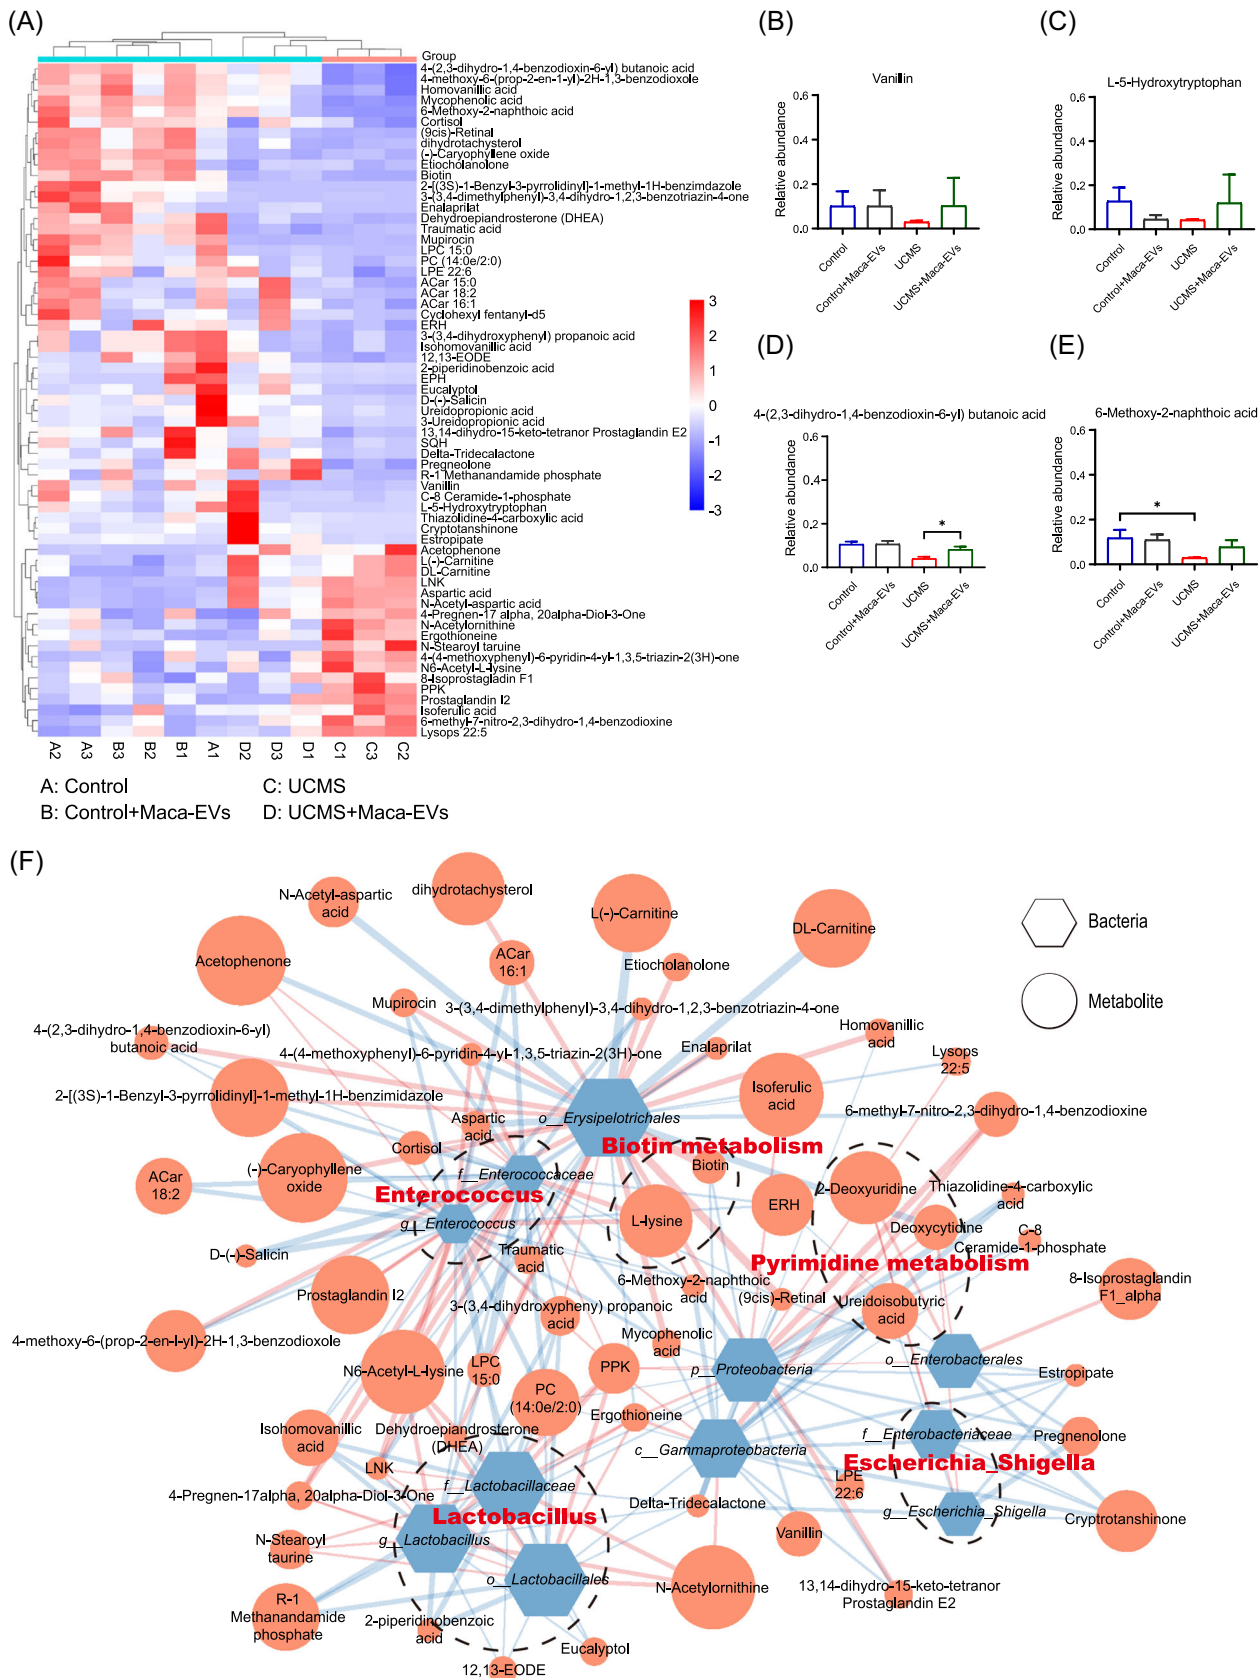 (A)
Group
4-(2,3-dihydro-1,4-benzodioxin-6-yl) butanoic acid
4-methoxy-6-(prop-2-en-1-yl)-2H-1,3-benzodioxole
Homovanillic acid
Mycophenolic acid
6-Methoxy-2-naphthoic acid
Cortisol
(9cis)-Retinal
dihydrotachysterol
(-)-Caryophyllene oxide
Etiocholanolone
Biotin
2-[(3S)-1-Benzyl-3-pyrrolidinyl]-1-methyl-1H-benzimdazole
3-(3,4-dimethylphenyl)-3,4-dihydro-1,2,3-benzotriazin-4-one
Enalaprilat
Dehydroepiandrosterone (DHEA)
Traumatic acid
Mupirocin
LPC 15:0
PC (14:0e/2:0)
LPE 22:6
ACar 15:0
ACar 18:2
ACar 16:1
Cyclohexyl fentanyl-d5
ERH
3-(3,4-dihydroxyphenyl) propanoic acid
Isohomovanillic acid
12,13-EODE
2-piperidinobenzoic acid
EPH
Eucalyptol
D-(-)-Salicin
Ureidopropionic acid
3-Ureidopropionic acid
13,14-dihydro-15-keto-tetranor Prostaglandin E2
SQH
Delta-Tridecalactone
Pregneolone
R-1 Methanandamide phosphate
Vanillin
C-8 Ceramide-1-phosphate
L-5-Hydroxytryptophan
Thiazolidine-4-carboxylic acid
Cryptotanshinone
Estropipate
Acetophenone
L(-)-Carnitine
DL-Carnitine
LNK
Aspartic acid
N-Acetyl-aspartic acid
4-Pregnen-17 alpha, 20alpha-Diol-3-One
N-Acetylornithine
Ergothioneine
N-Stearoyl taruine
4-(4-methoxyphenyl)-6-pyridin-4-yl-1,3,5-triazin-2(3H)-one
N6-Acetyl-L-lysine
8-Isoprostagladin F1
PPK
Prostaglandin I2
Isoferulic acid
6-methyl-7-nitro-2,3-dihydro-1,4-benzodioxine
Lysops 22:5
3
2
1
0
-1
-2
-3
A2 A3 B3 B2 B1 A1 D2 D3 D1 C1 C3 C2
A: Control
C: UCMS
B: Control+Maca-EVs
D: UCMS+Maca-EVs
(B)
Vanillin
Relative abundance
0.6
0.4
0.2
0.0
Control
Control+Maca-EVs
UCMS
UCMS+Maca-EVs
(C)
L-5-Hydroxytryptophan
Relative abundance
0.6
0.4
0.2
0.0
Control
Control+Maca-EVs
UCMS
UCMS+Maca-EVs
(D)
4-(2,3-dihydro-1,4-benzodioxin-6-yl) butanoic acid
Relative abundance
0.6
0.4
0.2
0.0
*
Control
Control+Maca-EVs
UCMS
UCMS+Maca-EVs
(E)
6-Methoxy-2-naphthoic acid
Relative abundance
0.6
0.4
0.2
0.0
*
Control
Control+Maca-EVs
UCMS
UCMS+Maca-EVs
(F)
Bacteria
Metabolite
N-Acetyl-aspartic
acid
dihydrotachysterol
L(-)-Carnitine
DL-Carnitine
Acetophenone
ACar
16:1
Etiocholanolone
Mupirocin
3-(3,4-dimethylphenyl)-3,4-dihydro-1,2,3-benzotriazin-4-one
4-(2,3-dihydro-1,4-benzodioxin-6-yl)
butanoic acid
4-(4-methoxyphenyl)-6-pyridin-4-yl-1,3,5-triazin-2(3H)-one
Enalaprilat
Homovanillic
acid
Lysops
22:5
2-[(3S)-1-Benzyl-3-pyrrolidinyl]-1-methyl-1H-benzimidazole
Isoferulic
acid
6-methyl-7-nitro-2,3-dihydro-1,4-benzodioxine
Aspartic
acid
o__Erysipelotrichales
Cortisol
Biotin metabolism
Biotin
ACar
18:2
(-)-Caryophyllene
oxide
f__Enterococcaceae
Enterococcus
g__Enterococcus
L-lysine
ERH
2-Deoxyuridine
Thiazolidine-4-carboxylic
acid
Deoxycytidine
C-8
Ceramide-1-phosphate
D-(-)-Salicin
Traumatic
acid
Pyrimidine metabolism
Prostaglandin I2
6-Methoxy-2-naphthoic
acid
(9cis)-Retinal
8-Isoprostaglandin
F1_alpha
4-methoxy-6-(prop-2-en-l-yl)-2H-1,3-benzodioxole
3-(3,4-dihydroxypheny) propanoic
acid
Ureidoisobutyric
acid
Mycophenolic
acid
N6-Acetyl-L-lysine
LPC
15:0
PC
(14:0e/2:0)
PPK
p__Proteobacteria
o__Enterobacterales
Estropipate
Isohomovanillic
acid
Dehydroepiandrosterone
(DHEA)
Ergothioneine
c__Gammaproteobacteria
f__Enterobacteriaceae
Pregnenolone
Escherichia_Shigella
LNK
f__Lactobacillaceae
LPE
22:6
4-Pregnen-17alpha, 20alpha-Diol-3-One
Lactobacillus
Delta-Tridecalactone
g__Escherichia_Shigella
Cryptotanshinone
N-Stearoyl
taurine
g__Lactobacillus
Vanillin
o__Lactobacillales
N-Acetylornithine
13,14-dihydro-15-keto-tetranor
Prostaglandin E2
R-1
Methanandamide
phosphate
2-piperidinobenzoic
acid
Eucalyptol
12,13-EODE